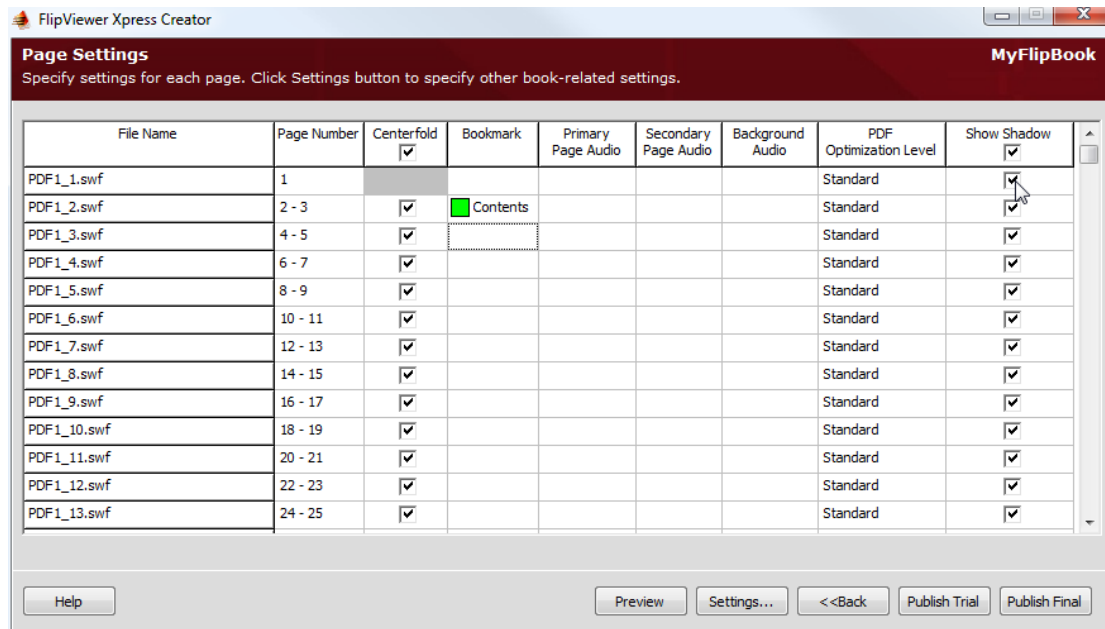 FlipViewer Xpress Creator
Page Settings MyFlipBook
Specify settings for each page. Click Settings button to specify other book-related settings.
File Name Page Number Centerfold Bookmark Primary Page Audio Secondary Page Audio Background Audio PDF Optimization Level Show Shadow
PDF1_1.swf 1 Standard
PDF1_2.swf 2 - 3 Contents Standard
PDF1_3.swf 4 - 5 Standard
PDF1_4.swf 6 - 7 Standard
PDF1_5.swf 8 - 9 Standard
PDF1_6.swf 10 - 11 Standard
PDF1_7.swf 12 - 13 Standard
PDF1_8.swf 14 - 15 Standard
PDF1_9.swf 16 - 17 Standard
PDF1_10.swf 18 - 19 Standard
PDF1_11.swf 20 - 21 Standard
PDF1_12.swf 22 - 23 Standard
PDF1_13.swf 24 - 25 Standard
Help Preview Settings... <<Back Publish Trial Publish Final